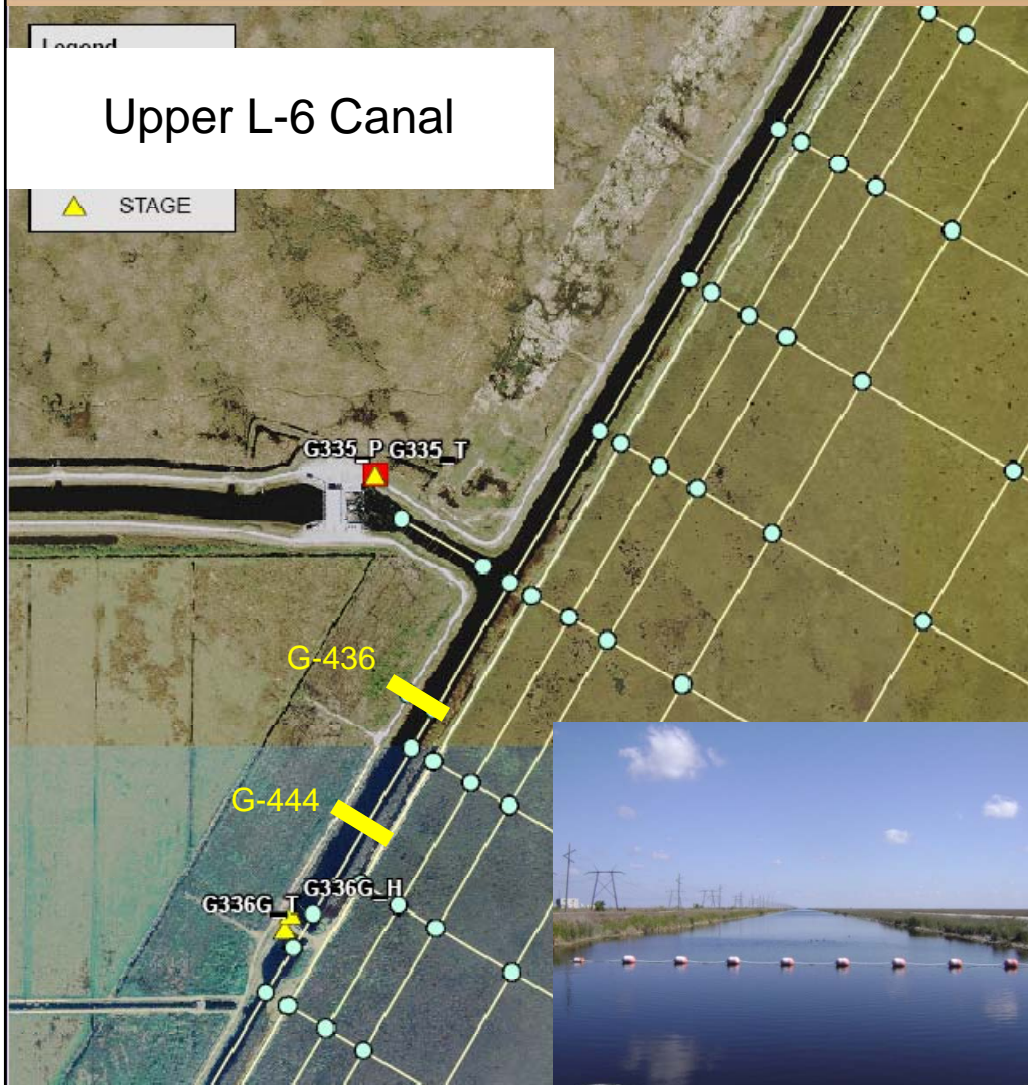 Legend
Upper L-6 Canal
STAGE
G335_P G335_T
G-436
G-444
G336G_H
G336G_T